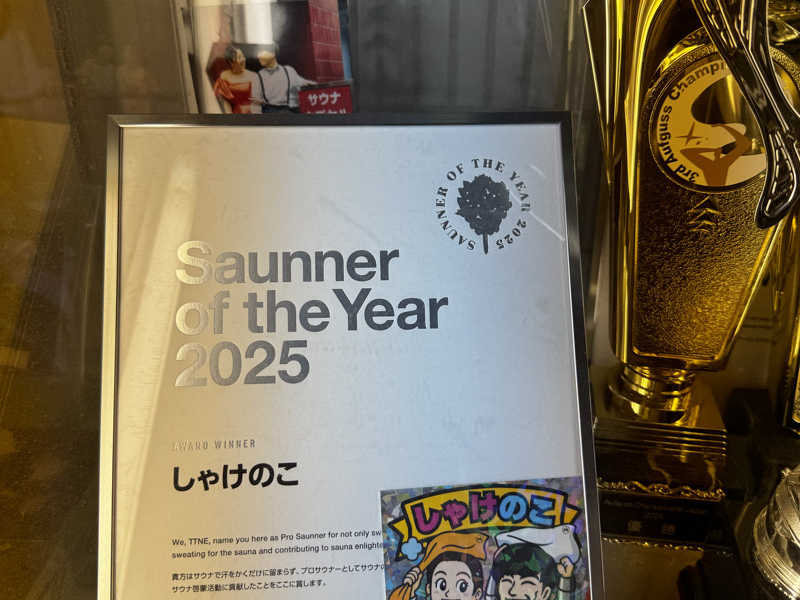 サウナ
SAUNNER OF THE YEAR 2025
3rd Aufguss Champi
Saunner
of the Year
2025
AWARD WINNER
しゃけのこ
We, TTNE, name you here as Pro Saunner for not only sw
sweating for the sauna and contributing to sauna enlighte
貴方はサウナで汗をかくだけに留まらず、プロサウナーとしてサウナの
サウナ啓蒙活動に貢献したことをここに賞します。
しゃけのこ
優勝